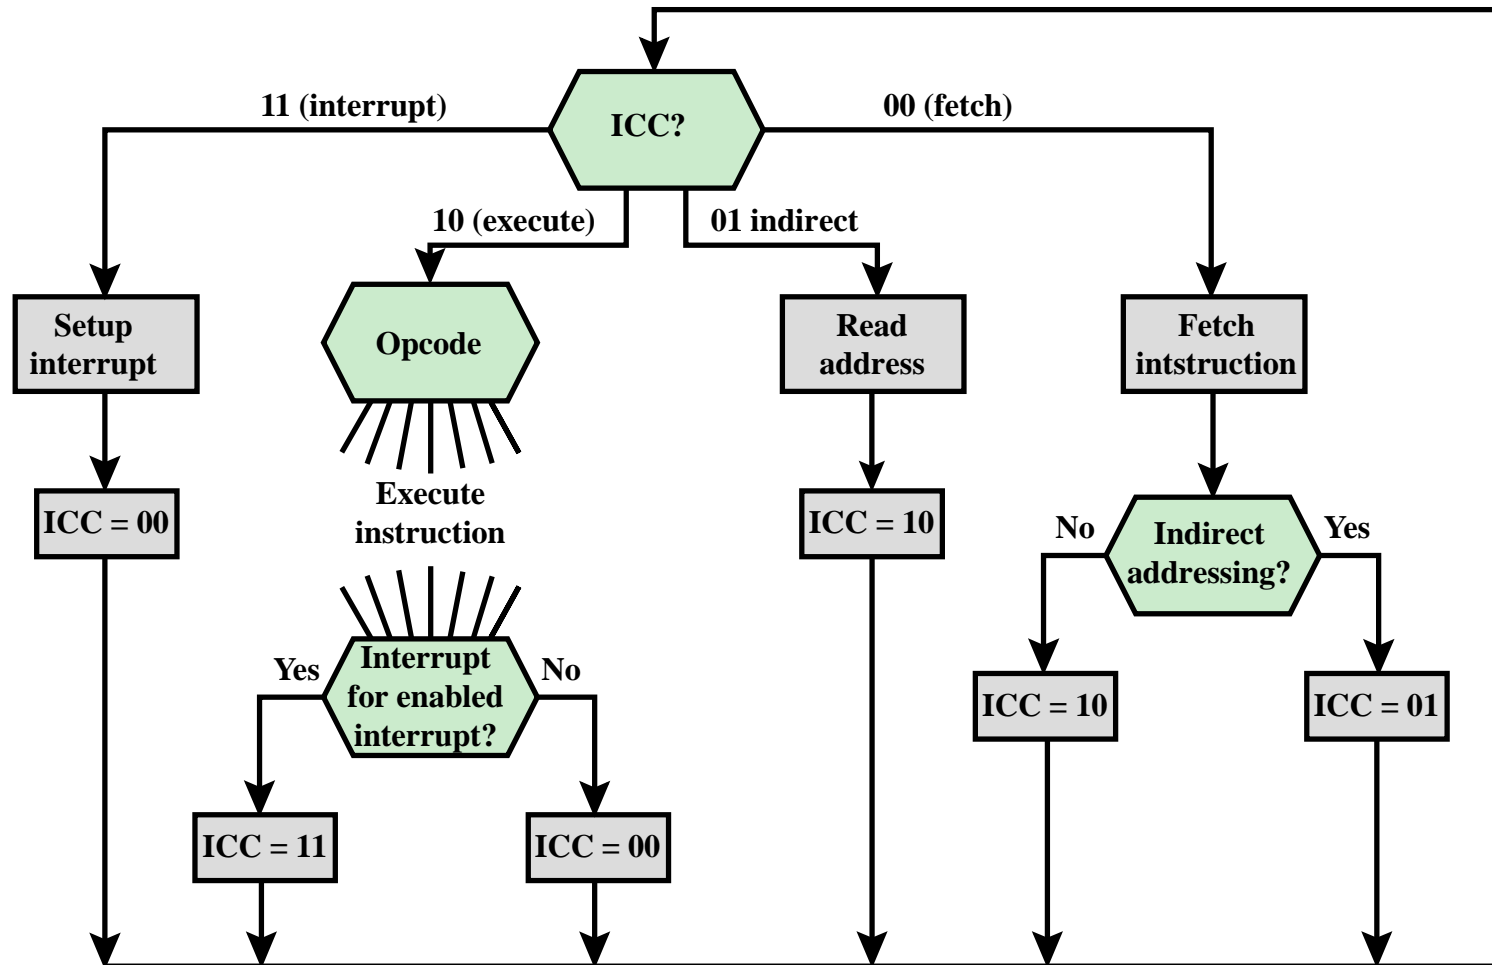 11 (interrupt)
00 (fetch)
ICC?
10 (execute)
01 indirect
Setup
interrupt
Opcode
Read
address
Fetch
intstruction
ICC = 00
Execute
instruction
ICC = 10
No
Indirect
addressing?
Yes
Yes
Interrupt
for enabled
interrupt?
No
ICC = 10
ICC = 01
ICC = 11
ICC = 00